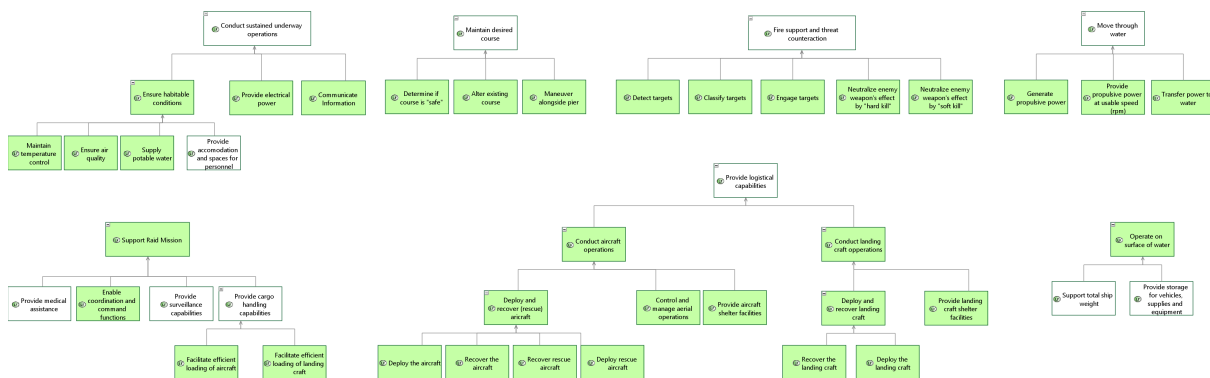 Conduct sustained underway
operations
Maintain desired
course
Fire support and threat
counteraction
Move through
water
Ensure habitable
conditions
Provide electrical
power
Communicate
Information
Determine if
course is "safe"
Alter existing
course
Maneuver
alongside pier
Detect targets
Classify targets
Engage targets
Neutralize enemy
weapon's effect
by "hard kill"
Neutralize enemy
weapon's effect
by "soft kill"
Generate
propulsive power
Provide
propulsive power
at usable speed
(rpm)
Transfer power to
water
Maintain
temperature
control
Ensure air
quality
Supply
potable water
Provide
accomodation
and spaces for
personnel
Provide logistical
capabilities
Support Raid Mission
Conduct aircraft
operations
Conduct landing
craft opperations
Operate on
surface of water
Provide medical
assistance
Enable
coordination and
command
functions
Provide
surveillance
capabilities
Provide cargo
handling
capabilities
Deploy and
recover (rescue)
aricraft
Control and
manage aerial
operations
Provide aircraft
shelter facilities
Deploy and
recover landing
craft
Provide landing
craft shelter
facilities
Support total ship
weight
Provide storage
for vehicles,
supplies and
equipment
Facilitate efficient
loading of aircraft
Facilitate efficient
loading of landing
craft
Deploy the aircraft
Recover the
aircraft
Recover rescue
aircraft
Deploy rescue
aircraft
Recover the
landing craft
Deploy the
landing craft